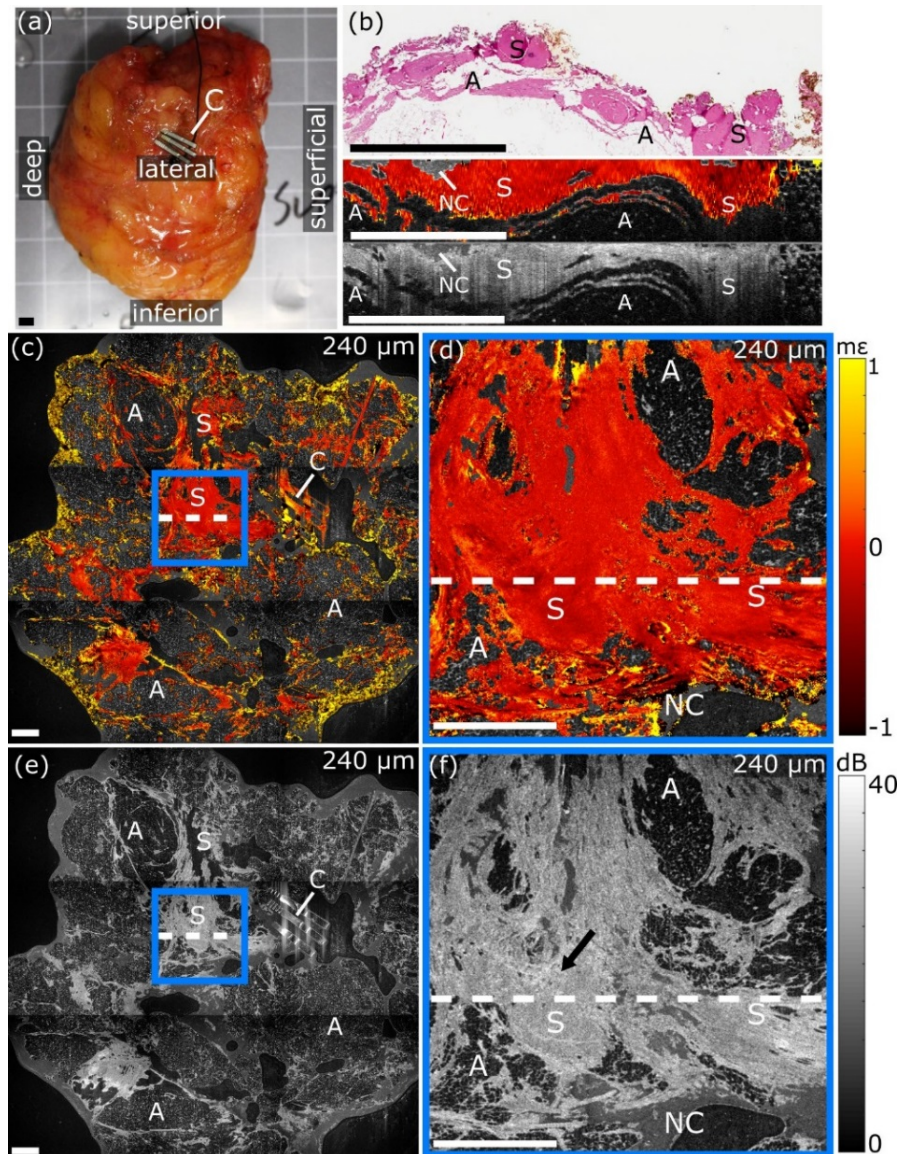 (a)
superior
C
deep
lateral
superficial
inferior
(b)
S
A
A
S
S
NC
A
A
S
S
NC
A
A
S
(c)
240 μm
A
S
C
S
A
A
(d)
240 μm
A
S
S
A
NC
mε
1
0
-1
(e)
240 μm
A
S
C
S
A
A
(f)
240 μm
A
S
S
A
NC
dB
40
0